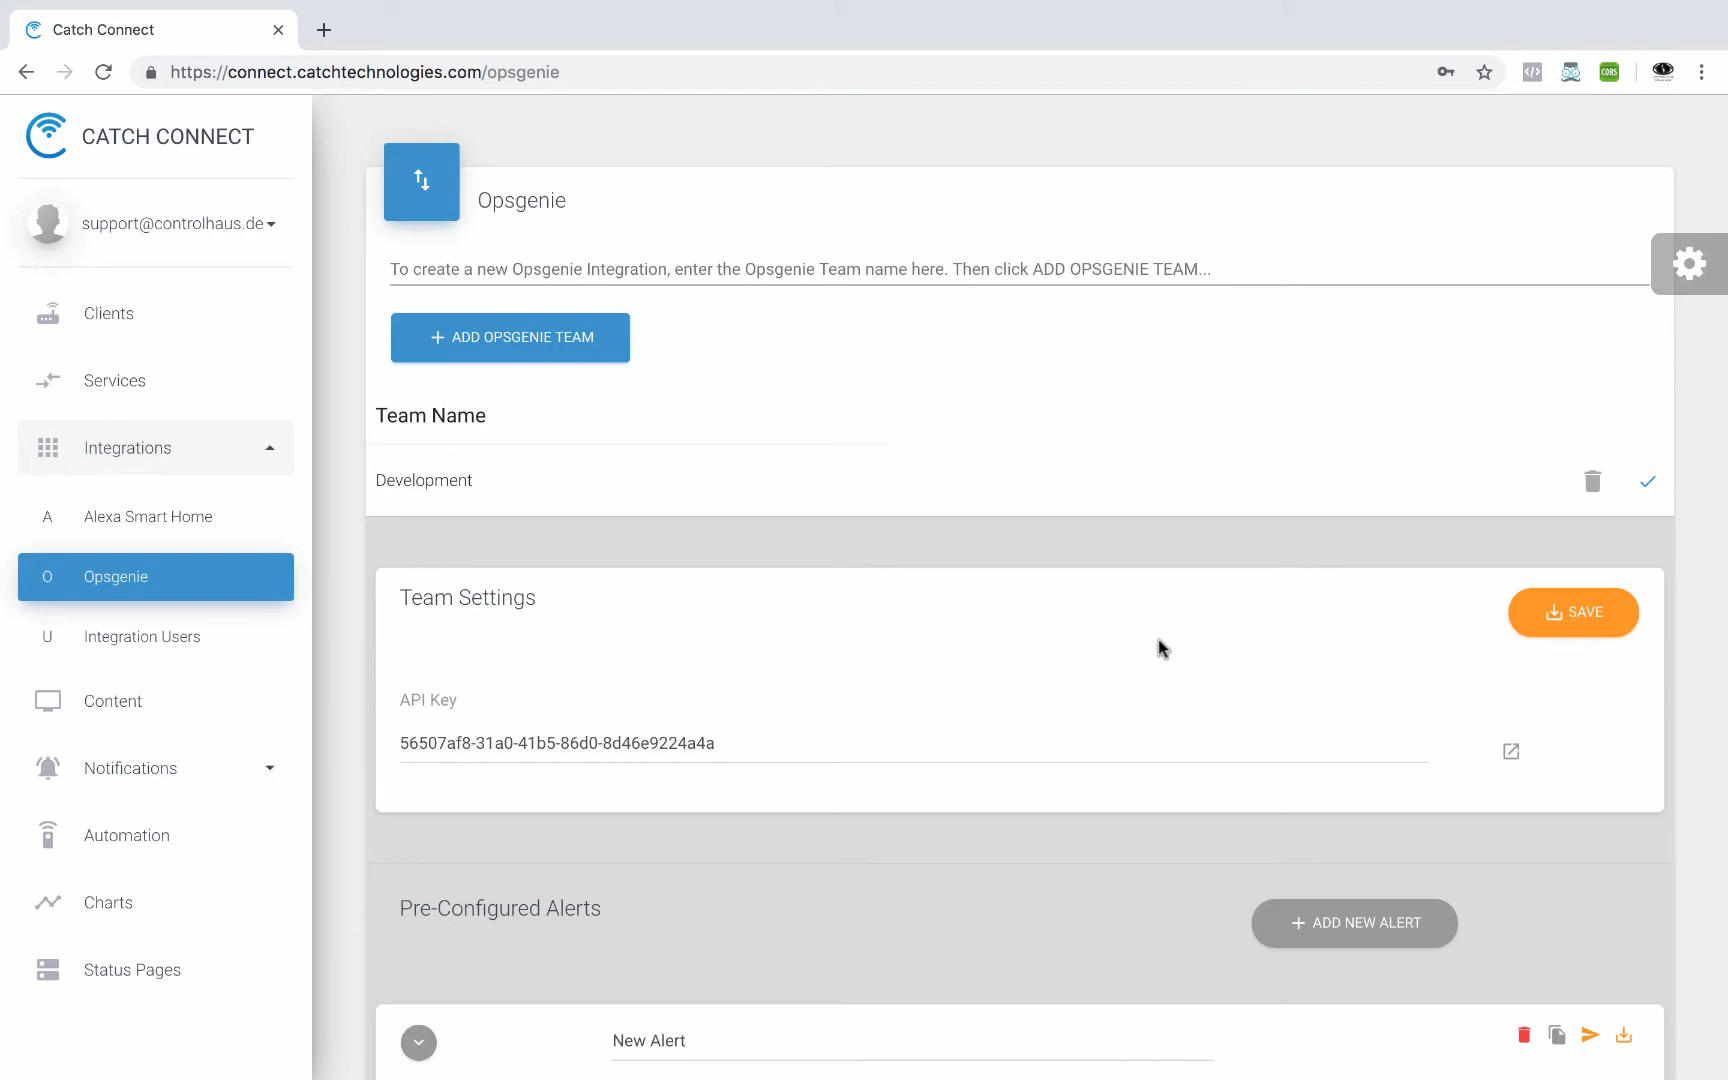 Catch Connect
https://connect.catchtechnologies.com/opsgenie
CORS
CATCH CONNECT
support@controlhaus.de
Clients
Services
Integrations
A Alexa Smart Home
O Opsgenie
U Integration Users
Content
Notifications
Automation
Charts
Status Pages
Opsgenie
To create a new Opsgenie Integration, enter the Opsgenie Team name here. Then click ADD OPSGENIE TEAM...
+ ADD OPSGENIE TEAM
Team Name
Development
Team Settings
SAVE
API Key
56507af8-31a0-41b5-86d0-8d46e9224a4a
Pre-Configured Alerts
+ ADD NEW ALERT
New Alert